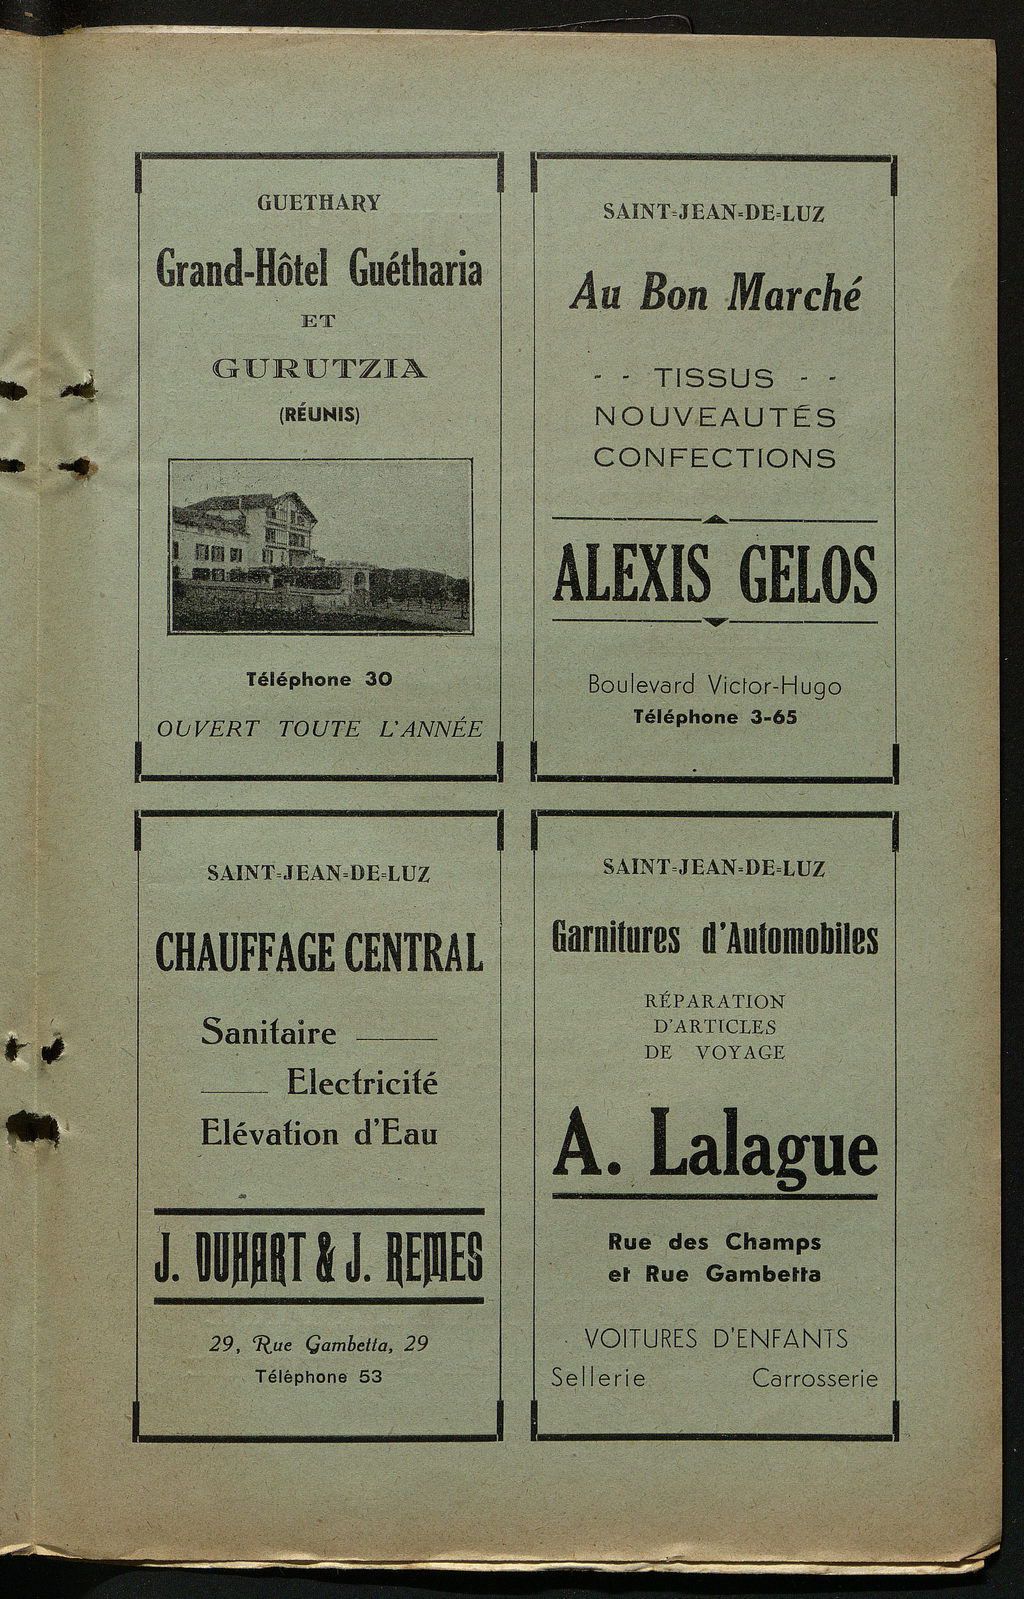 GUETHARY
Grand-Hôtel Guétharia
ET
GURUTZIA
(RÉUNIS)
Téléphone 30
OUVERT TOUTE L'ANNÉE
SAINT-JEAN-DE-LUZ
Au Bon Marché
- - TISSUS - -
NOUVEAUTÉS
CONFECTIONS
ALEXIS GELOS
Boulevard Victor-Hugo
Téléphone 3-65
SAINT-JEAN-DE-LUZ
CHAUFFAGE CENTRAL
Sanitaire
Electricité
Elévation d'Eau
J. DUHART & J. REMES
29, Rue Gambetta, 29
Téléphone 53
SAINT-JEAN-DE-LUZ
Garnitures d'Automobiles
RÉPARATION
D'ARTICLES
DE VOYAGE
A. Lalague
Rue des Champs
et Rue Gambetta
VOITURES D'ENFANTS
Sellerie Carrosserie